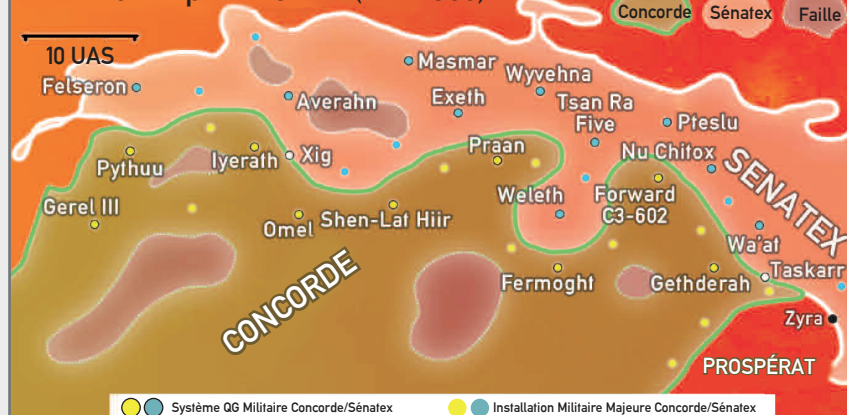 Concorde Sénatex Faille
10 UAS
Masmar
Felseron
Wyvehna
Averahn
Exeth
Tsan Ra
Five
Pteslu
Praan
Nu Chitox
Pythuu
Iyerath
Xig
SÉNATEX
Weleth
Forward
C3-602
Gerel III
Omel
Shen-Lat Hiir
Wa'at
CONCORDE
Fermoght
Gethderah
Taskarr
Zyra
PROSPÉRAT
Système QG Militaire Concorde/Sénatex
Installation Militaire Majeure Concorde/Sénatex